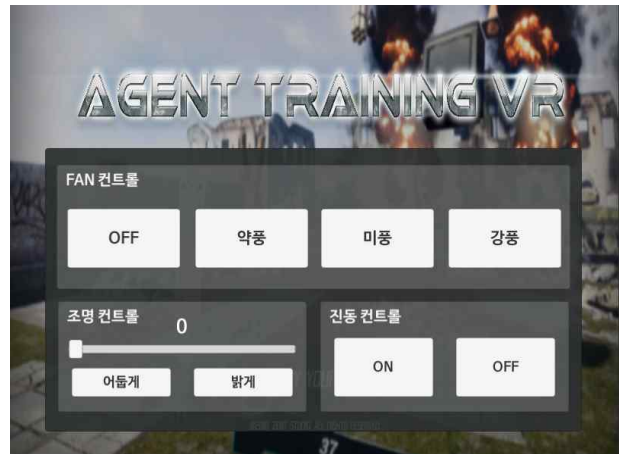 AGENT TRAINING VR
FAN 컨트롤
OFF
약풍
미풍
강풍
조명 컨트롤
0
어둡게
밝게
진동 컨트롤
ON
OFF
37